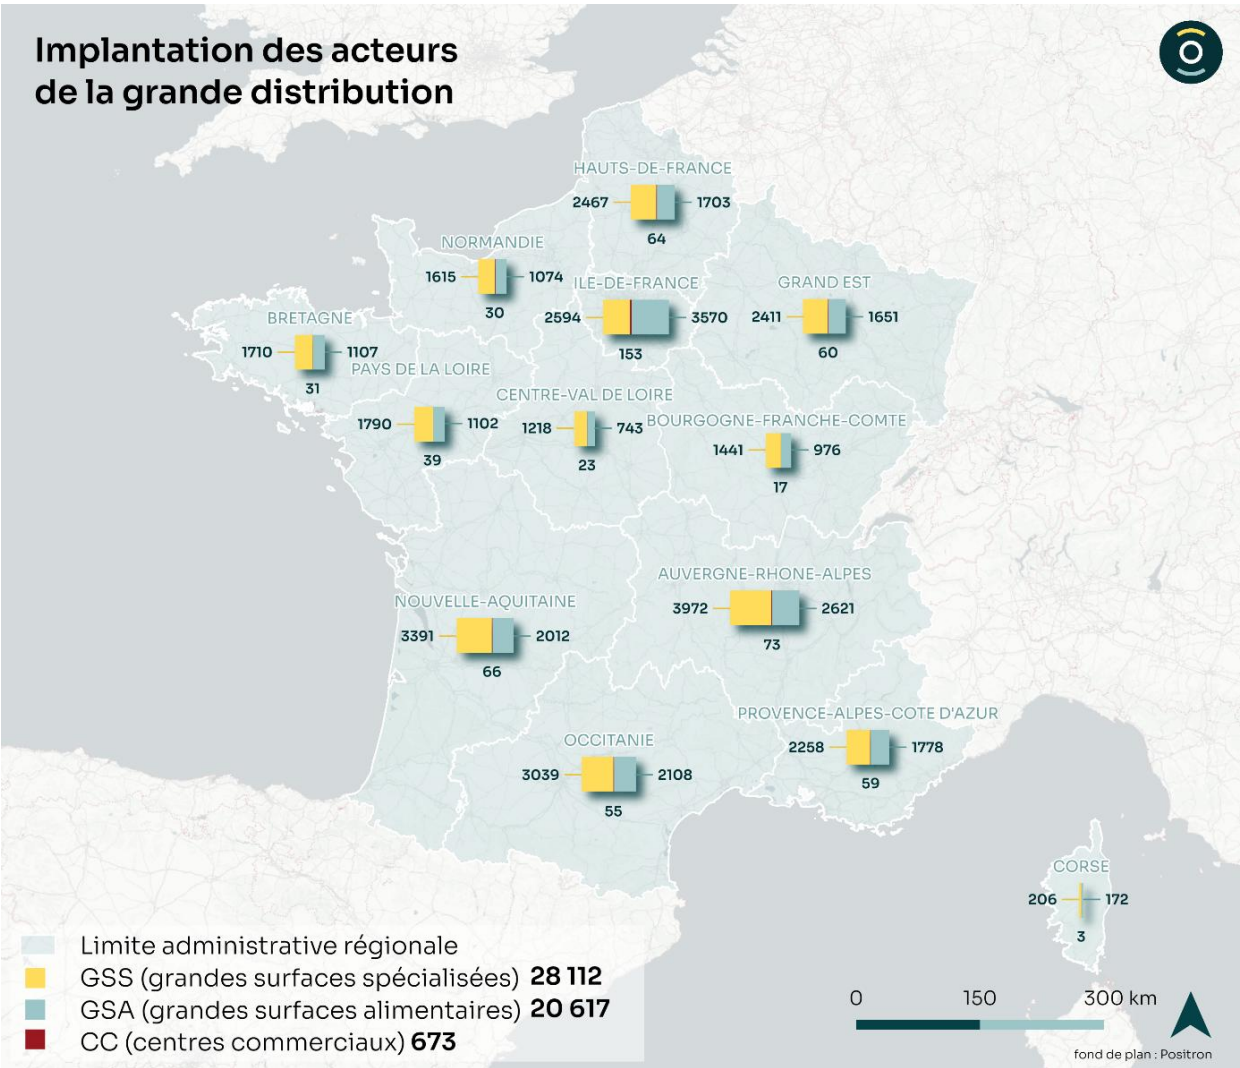 Implantation des acteurs
de la grande distribution
HAUTS-DE-FRANCE
2467 1703
64
NORMANDIE
1615 1074
30
ILE-DE-FRANCE
2594 3570
153
GRAND EST
2411 1651
60
BRETAGNE
1710 1107
31
PAYS DE LA LOIRE
1790 1102
39
CENTRE-VAL DE LOIRE
1218 743
23
BOURGOGNE-FRANCHE-COMTE
1441 976
17
AUVERGNE-RHONE-ALPES
3972 2621
73
NOUVELLE-AQUITAINE
3391 2012
66
PROVENCE-ALPES-COTE D'AZUR
2258 1778
59
OCCITANIE
3039 2108
55
CORSE
206 172
3
Limite administrative régionale
GSS (grandes surfaces spécialisées) 28 112
GSA (grandes surfaces alimentaires) 20 617
CC (centres commerciaux) 673
0 150 300 km
fond de plan : Positron